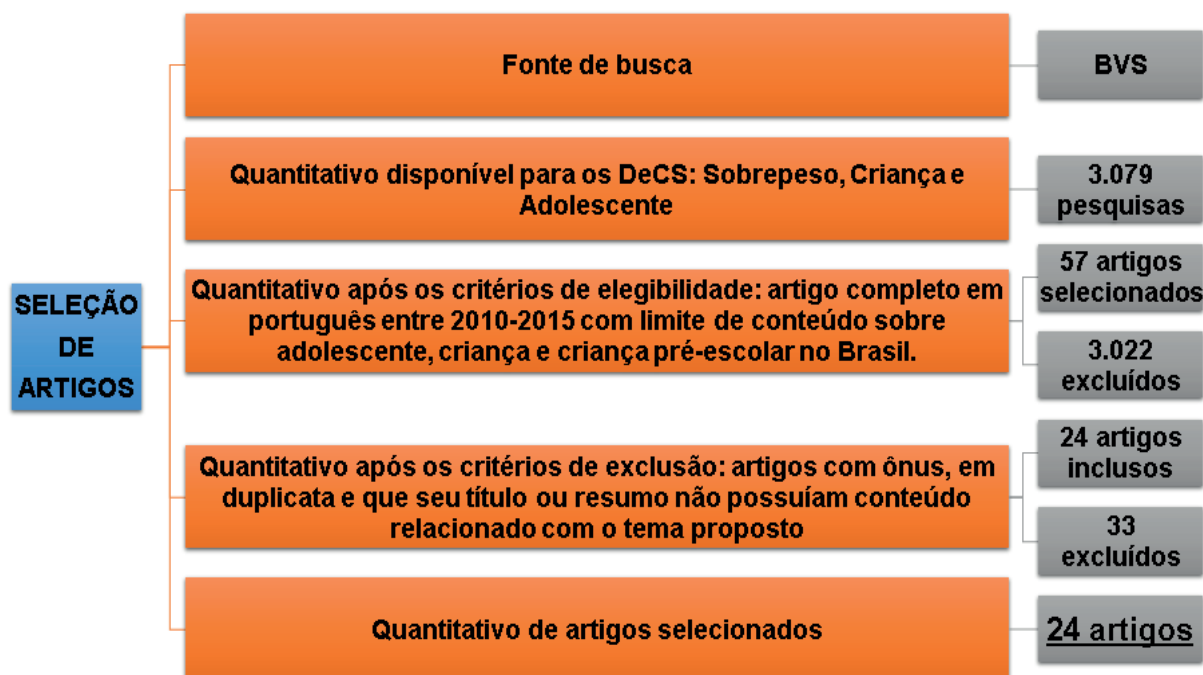 SELEÇÃO
DE
ARTIGOS
Fonte de busca
BVS
Quantitativo disponível para os DeCS: Sobrepeso, Criança e
Adolescente
3.079
pesquisas
Quantitativo após os critérios de elegibilidade: artigo completo em
português entre 2010-2015 com limite de conteúdo sobre
adolescente, criança e criança pré-escolar no Brasil.
57 artigos
selecionados
3.022
excluídos
Quantitativo após os critérios de exclusão: artigos com ônus, em
duplicata e que seu título ou resumo não possuíam conteúdo
relacionado com o tema proposto
24 artigos
inclusos
33
excluídos
Quantitativo de artigos selecionados
24 artigos